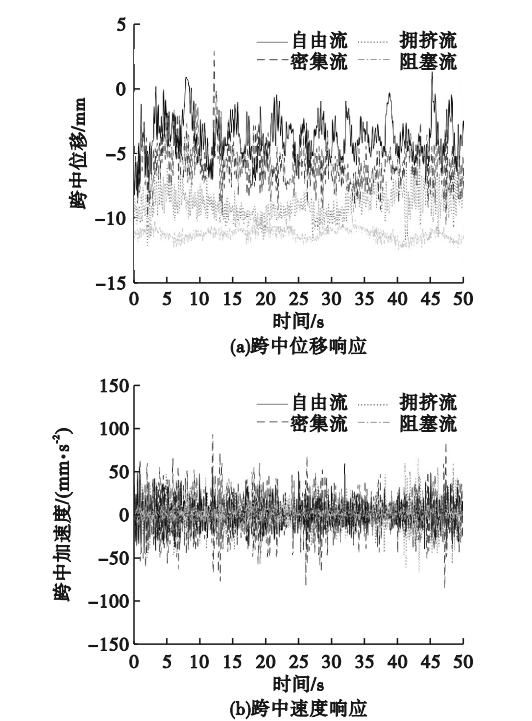 5
0
−5
−10
−15
跨中位移/mm
自由流 拥挤流
密集流 阻塞流
0 5 10 15 20 25 30 35 40 45 50
时间/s
(a)跨中位移响应
150
100
50
0
−50
−100
−150
跨中加速度/(mm·s⁻²)
自由流 拥挤流
密集流 阻塞流
0 5 10 15 20 25 30 35 40 45 50
时间/s
(b)跨中速度响应